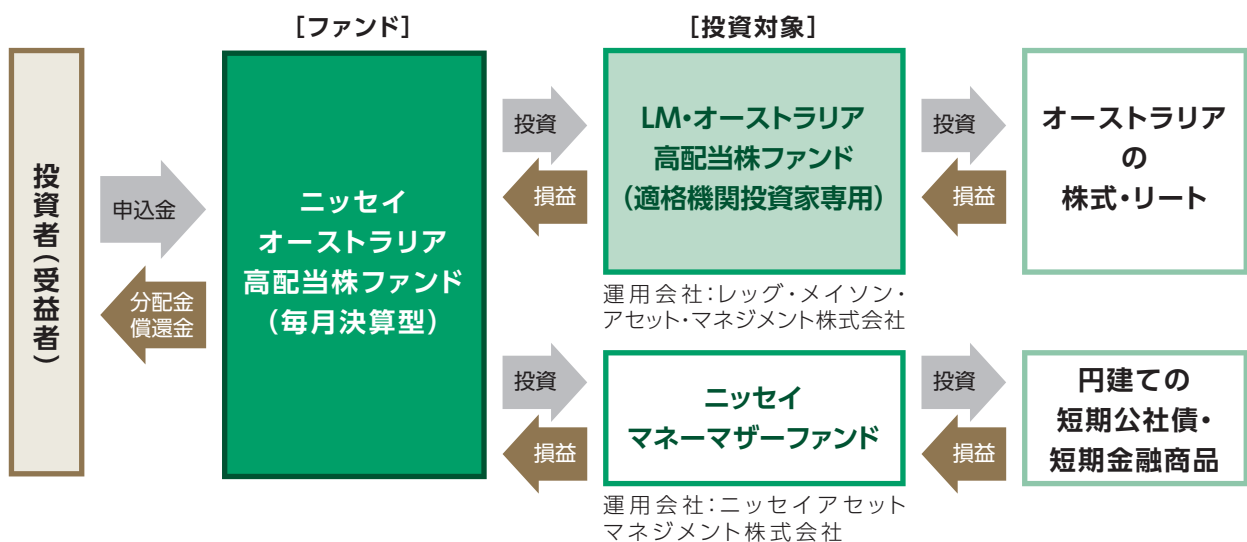 ［ファンド］
［投資対象］
投資者（受益者）
申込金
分配金
償還金
ニッセイ
オーストラリア
高配当株ファンド
（毎月決算型）
投資
損益
LM・オーストラリア
高配当株ファンド
（適格機関投資家専用）
運用会社：レッグ・メイソン・
アセット・マネジメント株式会社
投資
損益
オーストラリア
の
株式・リート
投資
損益
ニッセイ
マネーマザーファンド
運用会社：ニッセイアセット
マネジメント株式会社
投資
損益
円建ての
短期公社債・
短期金融商品